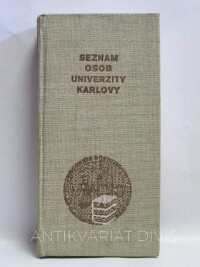 SEZNAM
OSOB
UNIVERZITY
KARLOVY
ANTIKVARIÁT DIVIŠ